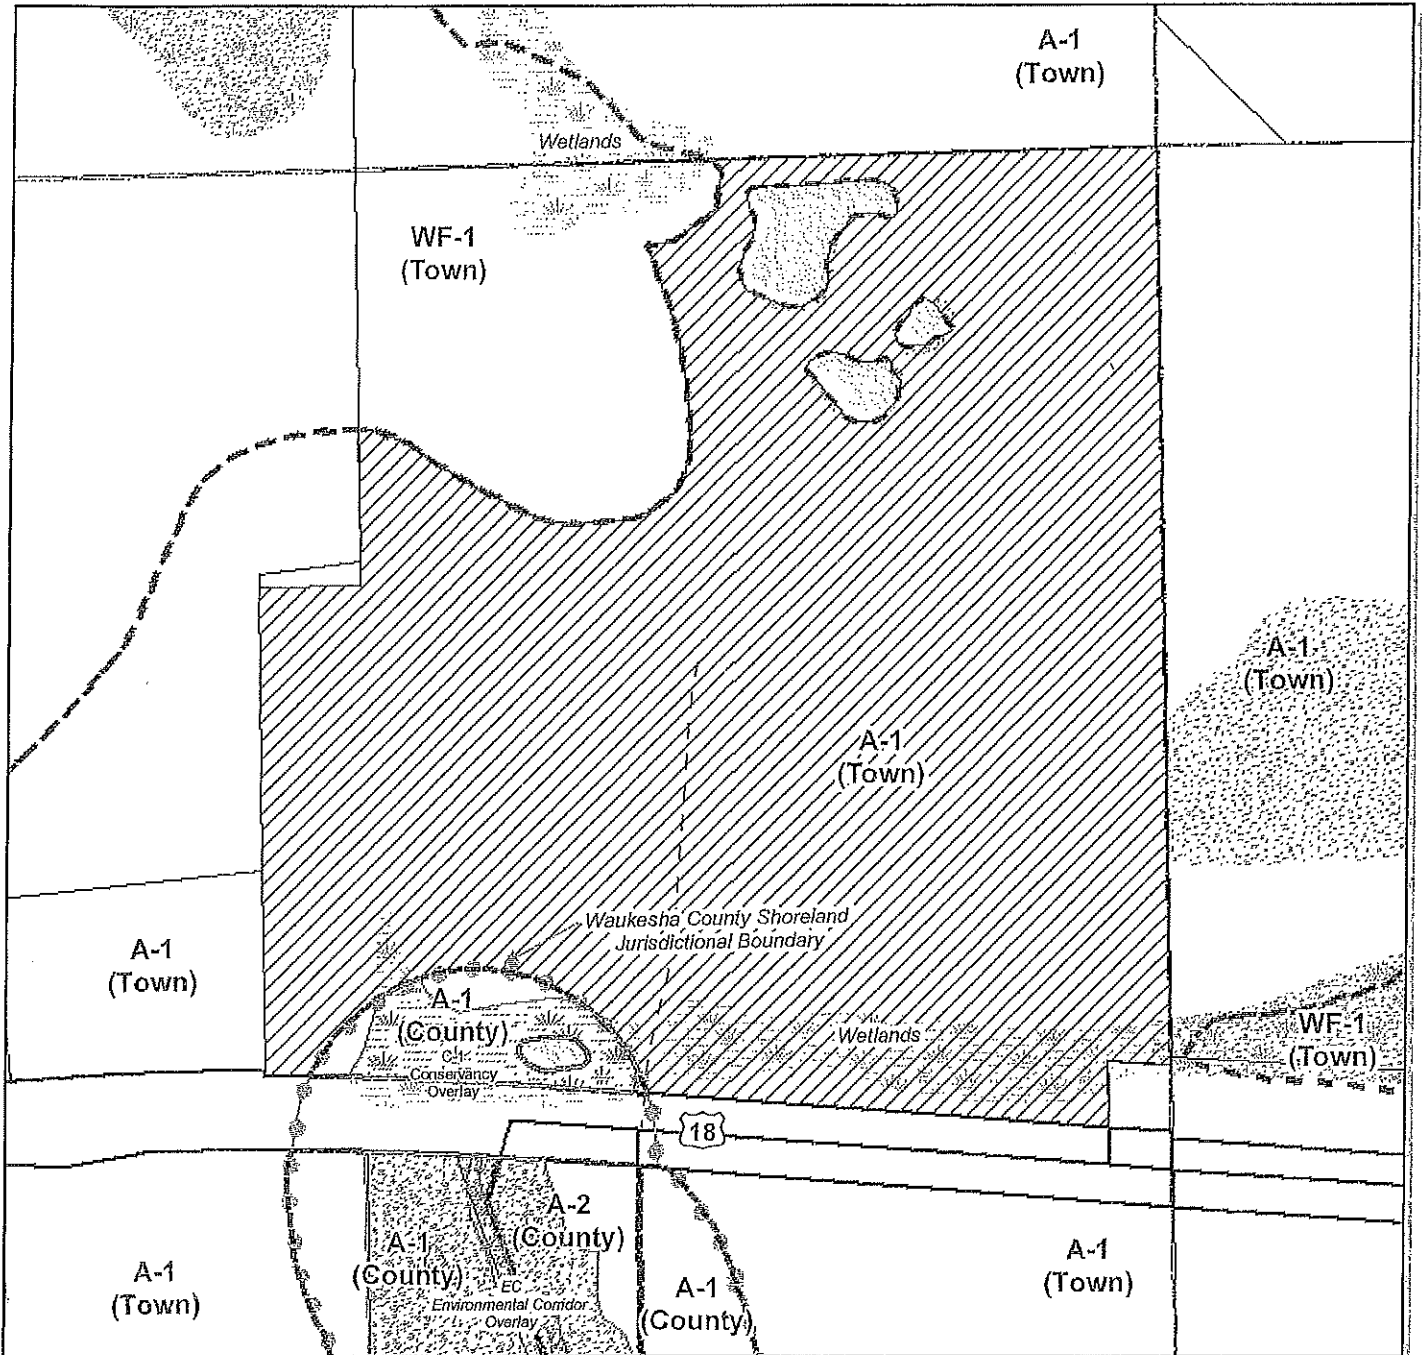 A-1
(Town)
Wetlands
WF-1
(Town)
A-1
(Town)
A-1
(Town)
Waukesha County Shoreland
Jurisdictional Boundary
A-1
(Town)
A-1
(County)
C-1
Conservancy
Overlay
Wetlands
WF-1
(Town)
18
A-2
(County)
A-1
(County)
EC
Environmental Corridor
Overlay
A-1
(Town)
A-1
(County)
A-1
(Town)